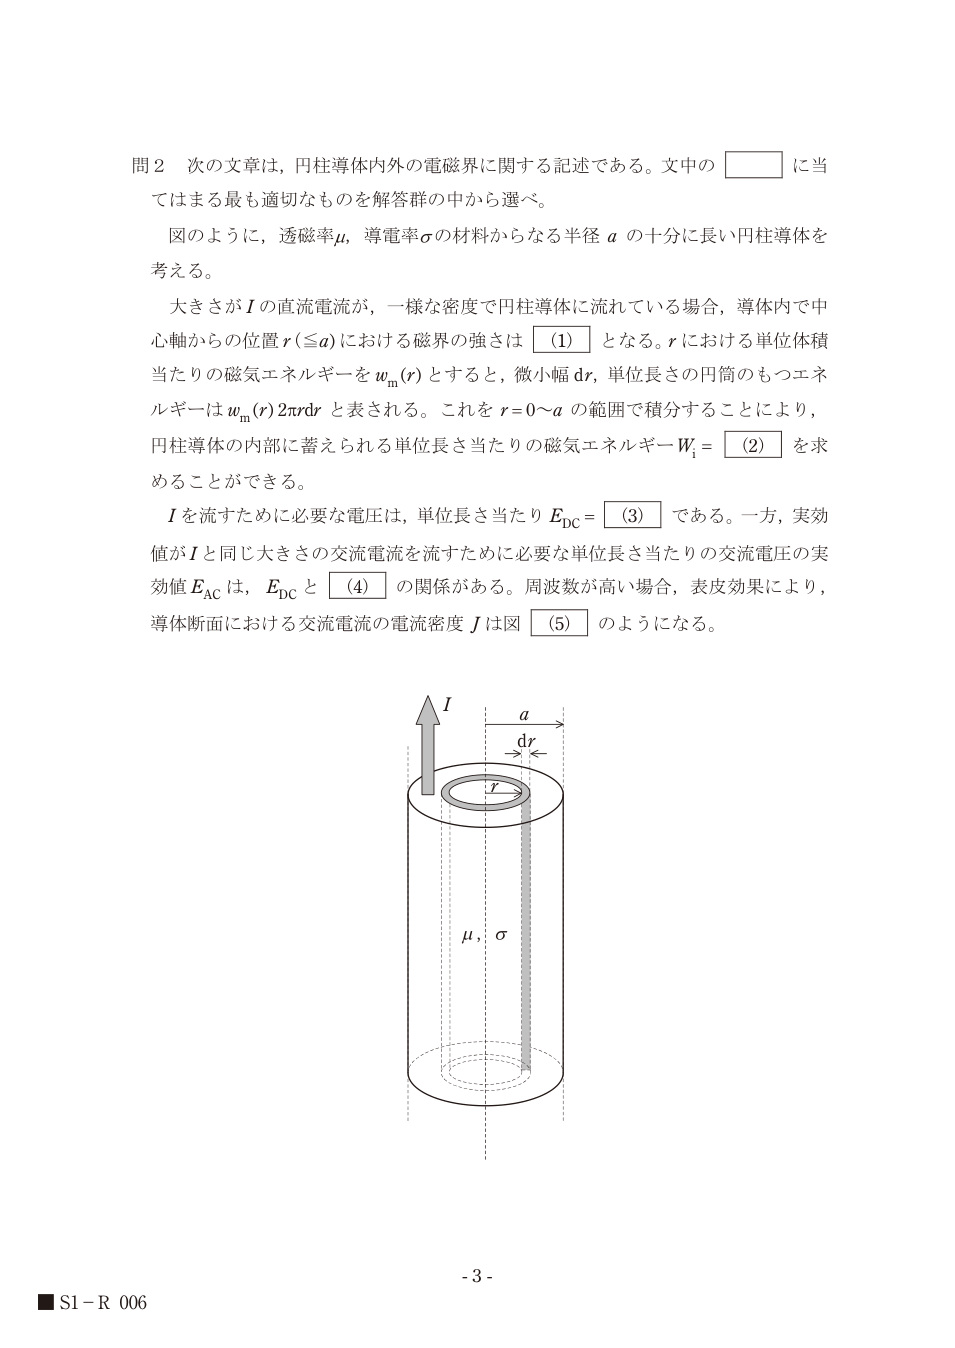 問2 次の文章は，円柱導体内外の電磁界に関する記述である。文中の に当
てはまる最も適切なものを解答群の中から選べ。
図のように，透磁率μ，導電率σの材料からなる半径 a の十分に長い円柱導体を
考える。
大きさが I の直流電流が，一様な密度で円柱導体に流れている場合，導体内で中
心軸からの位置 r (≦a) における磁界の強さは (1) となる。r における単位体積
当たりの磁気エネルギーを wm(r) とすると，微小幅 dr，単位長さの円筒のもつエネ
ルギーは wm(r) 2πrdr と表される。これを r=0〜a の範囲で積分することにより，
円柱導体の内部に蓄えられる単位長さ当たりの磁気エネルギー Wi = (2) を求
めることができる。
I を流すために必要な電圧は，単位長さ当たり EDC = (3) である。一方，実効
値が I と同じ大きさの交流電流を流すために必要な単位長さ当たりの交流電圧の実
効値 EAC は， EDC と (4) の関係がある。周波数が高い場合，表皮効果により，
導体断面における交流電流の電流密度 J は図 (5) のようになる。
I
a
dr
r
μ，σ
- 3 -
■ S1－R 006